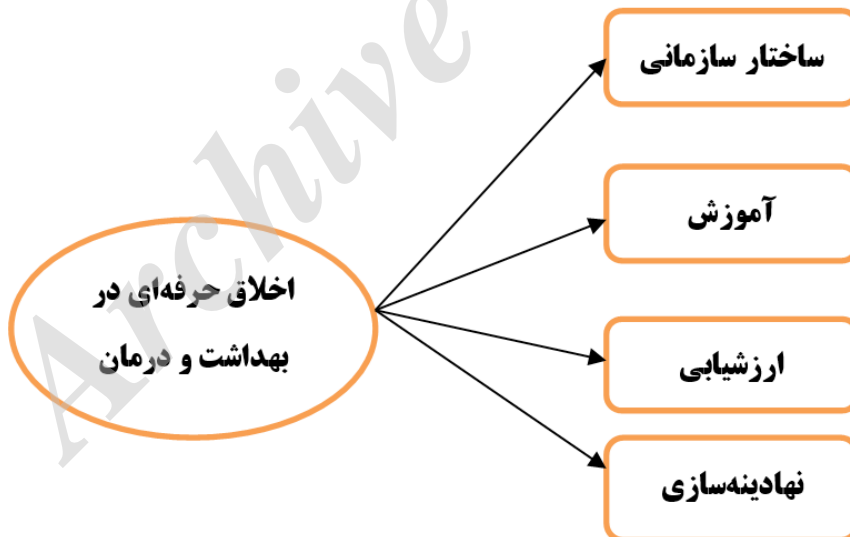 ساختار سازمانی
آموزش
اخلاق حرفه‌ای در
بهداشت و درمان
ارزشیابی
نهادینه‌سازی
Archive